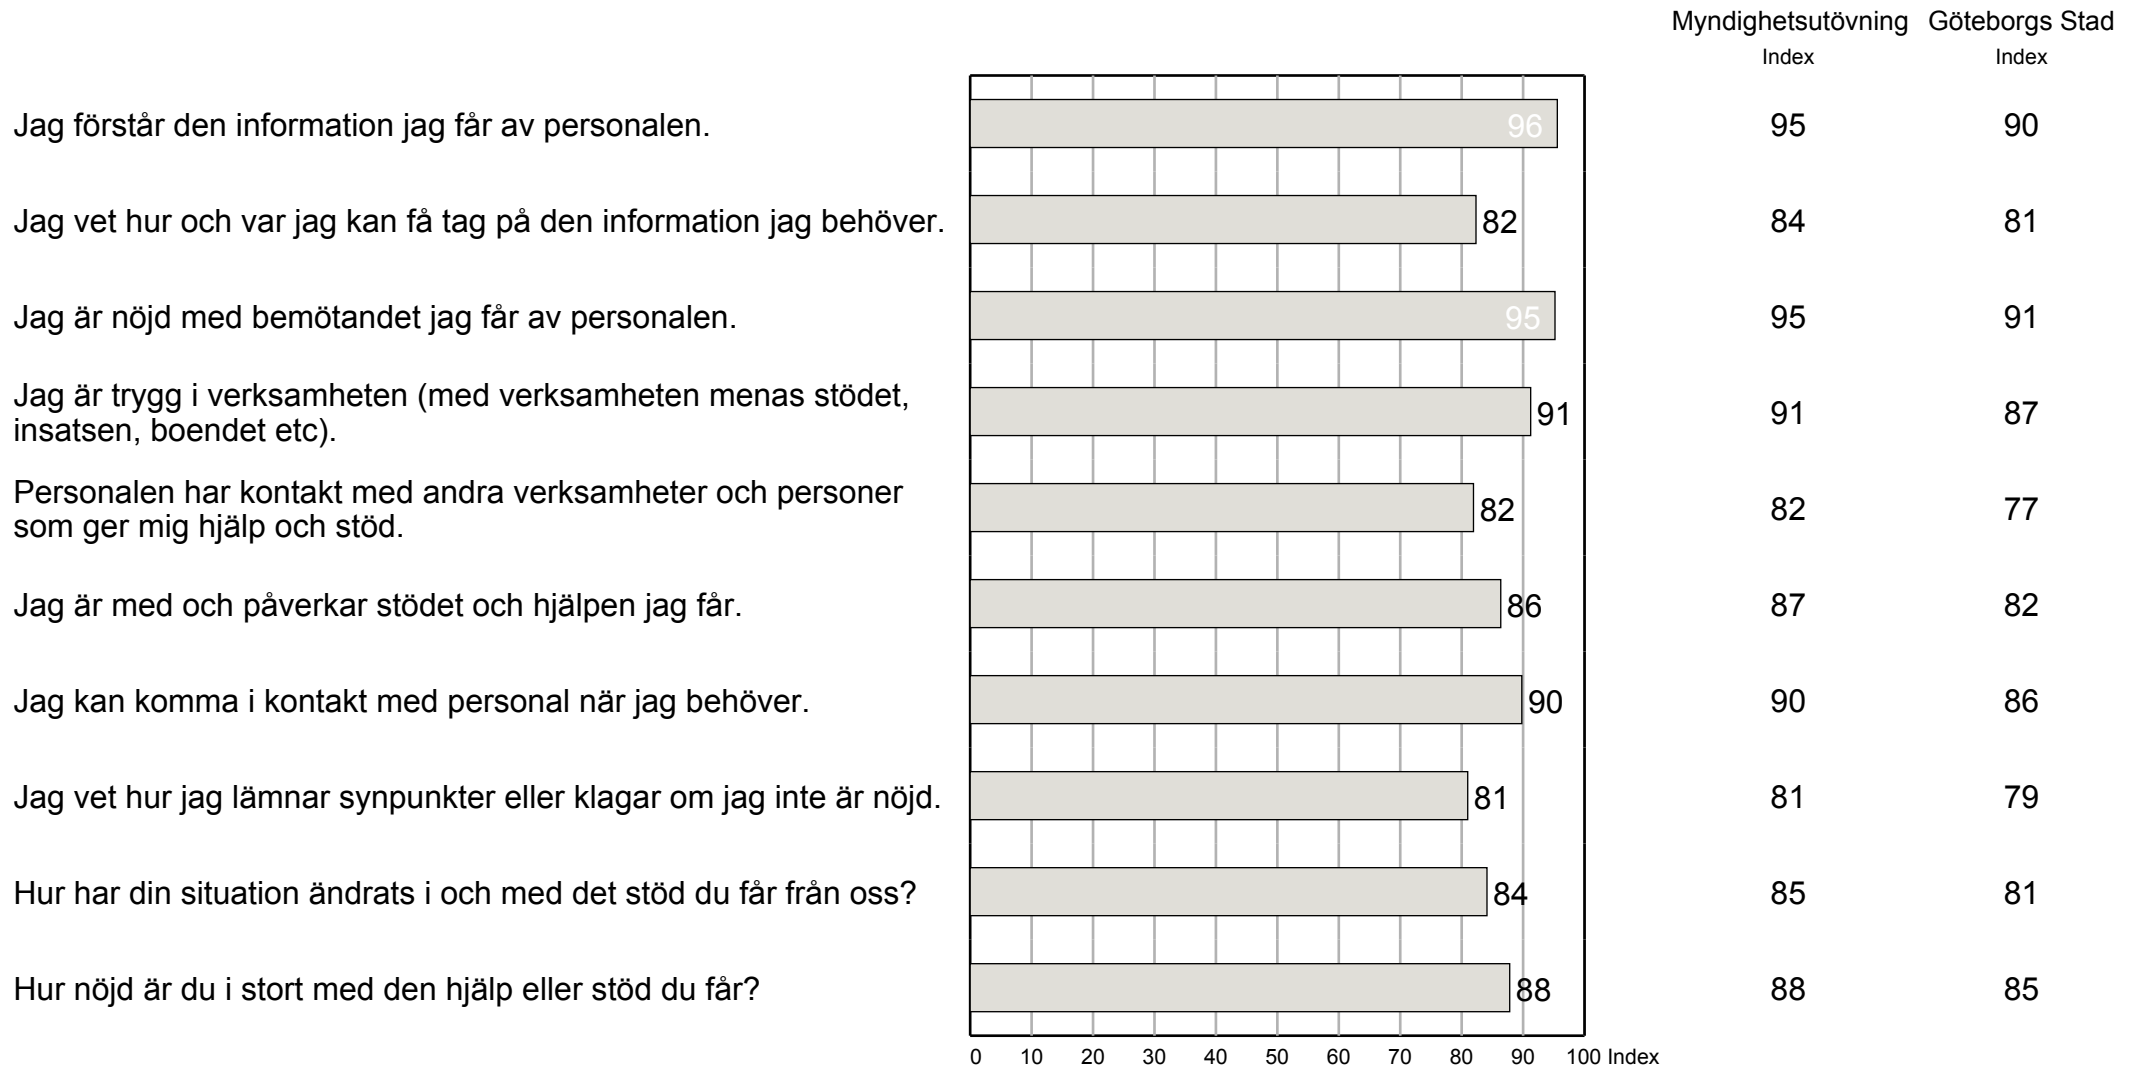 Myndighetsutövning Göteborgs Stad
Index Index
Jag förstår den information jag får av personalen. 96 95 90
Jag vet hur och var jag kan få tag på den information jag behöver. 82 84 81
Jag är nöjd med bemötandet jag får av personalen. 95 95 91
Jag är trygg i verksamheten (med verksamheten menas stödet,
insatsen, boendet etc). 91 91 87
Personalen har kontakt med andra verksamheter och personer
som ger mig hjälp och stöd. 82 82 77
Jag är med och påverkar stödet och hjälpen jag får. 86 87 82
Jag kan komma i kontakt med personal när jag behöver. 90 90 86
Jag vet hur jag lämnar synpunkter eller klagar om jag inte är nöjd. 81 81 79
Hur har din situation ändrats i och med det stöd du får från oss? 84 85 81
Hur nöjd är du i stort med den hjälp eller stöd du får? 88 88 85
0 10 20 30 40 50 60 70 80 90 100 Index